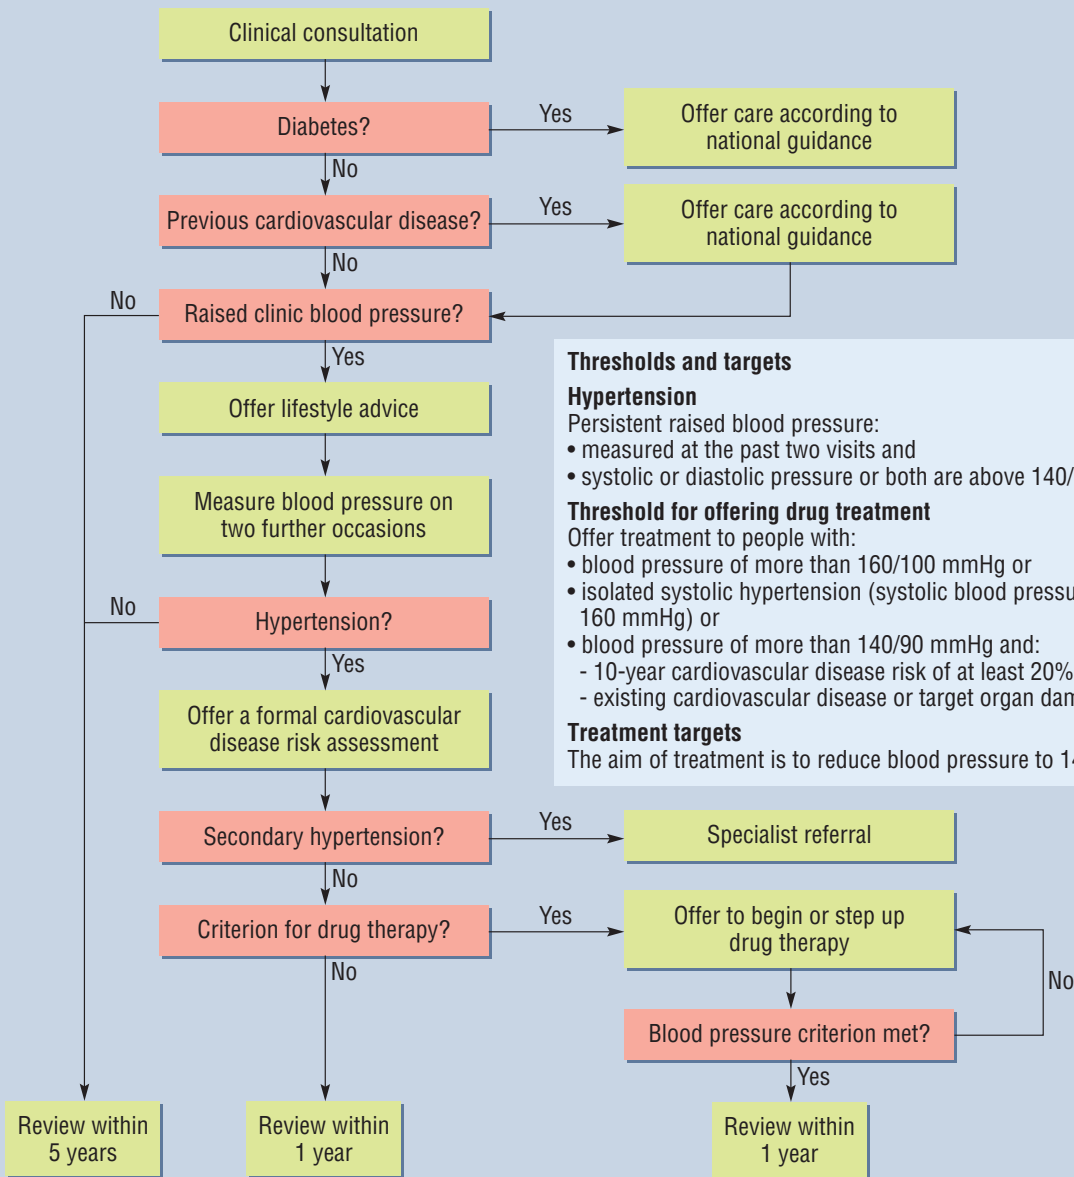 Clinical consultation
Diabetes?
Yes
Offer care according to
national guidance
No
Previous cardiovascular disease?
Yes
Offer care according to
national guidance
No
No
Raised clinic blood pressure?
Yes
Offer lifestyle advice
Measure blood pressure on
two further occasions
No
Hypertension?
Yes
Offer a formal cardiovascular
disease risk assessment
Thresholds and targets
Hypertension
Persistent raised blood pressure:
• measured at the past two visits and
• systolic or diastolic pressure or both are above 140/
Threshold for offering drug treatment
Offer treatment to people with:
• blood pressure of more than 160/100 mmHg or
• isolated systolic hypertension (systolic blood
160 mmHg) or
• blood pressure of more than 140/90 mmHg and:
- 10-year cardiovascular disease risk of at least 20%
- existing cardiovascular disease or target organ
Treatment targets
The aim of treatment is to reduce blood pressure to
Secondary hypertension?
Yes
Specialist referral
No
Criterion for drug therapy?
Yes
Offer to begin or step up
drug therapy
No
No
Blood pressure criterion met?
Yes
Review within
5 years
Review within
1 year
Review within
1 year